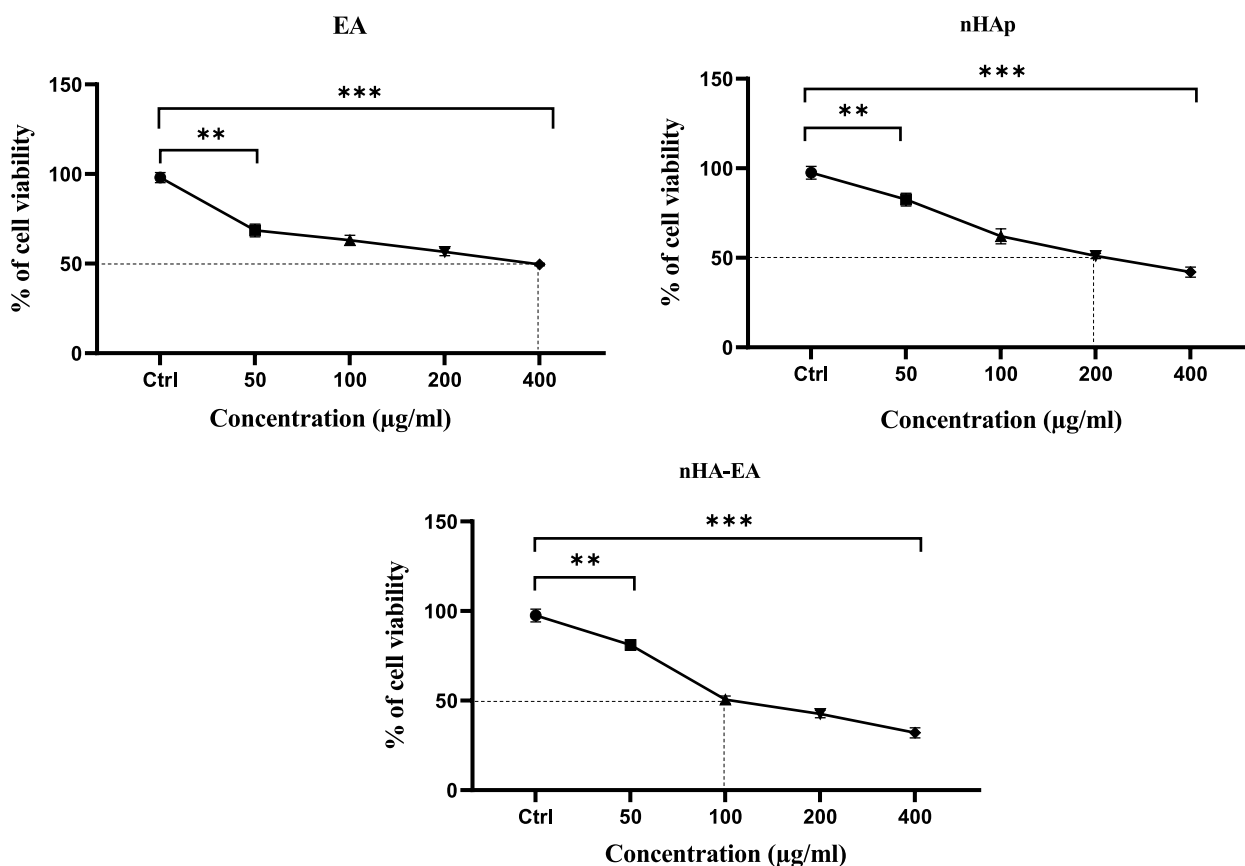 EA
150
100
50
0
% of cell viability
***
**
Ctrl 50 100 200 400
Concentration (µg/ml)
nHAp
150
100
50
0
% of cell viability
***
**
Ctrl 50 100 200 400
Concentration (µg/ml)
nHA-EA
150
100
50
0
% of cell viability
***
**
Ctrl 50 100 200 400
Concentration (µg/ml)